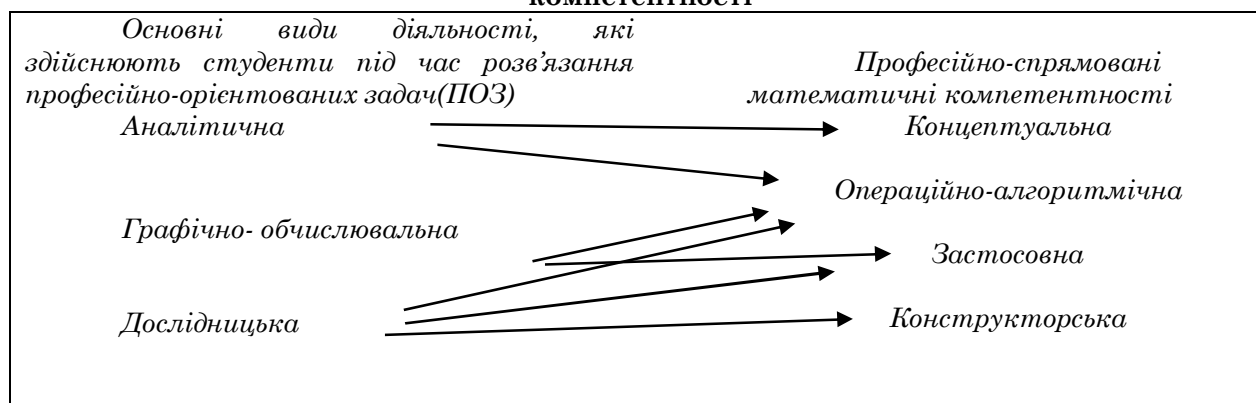 компетентності
Основні види діяльності, які
здійснюють студенти під час розв'язання
професійно-орієнтованих задач(ПОЗ)
Професійно-спрямовані
математичні компетентності
Аналітична
Концептуальна
Операційно-алгоритмічна
Графічно- обчислювальна
Застосовна
Дослідницька
Конструкторська